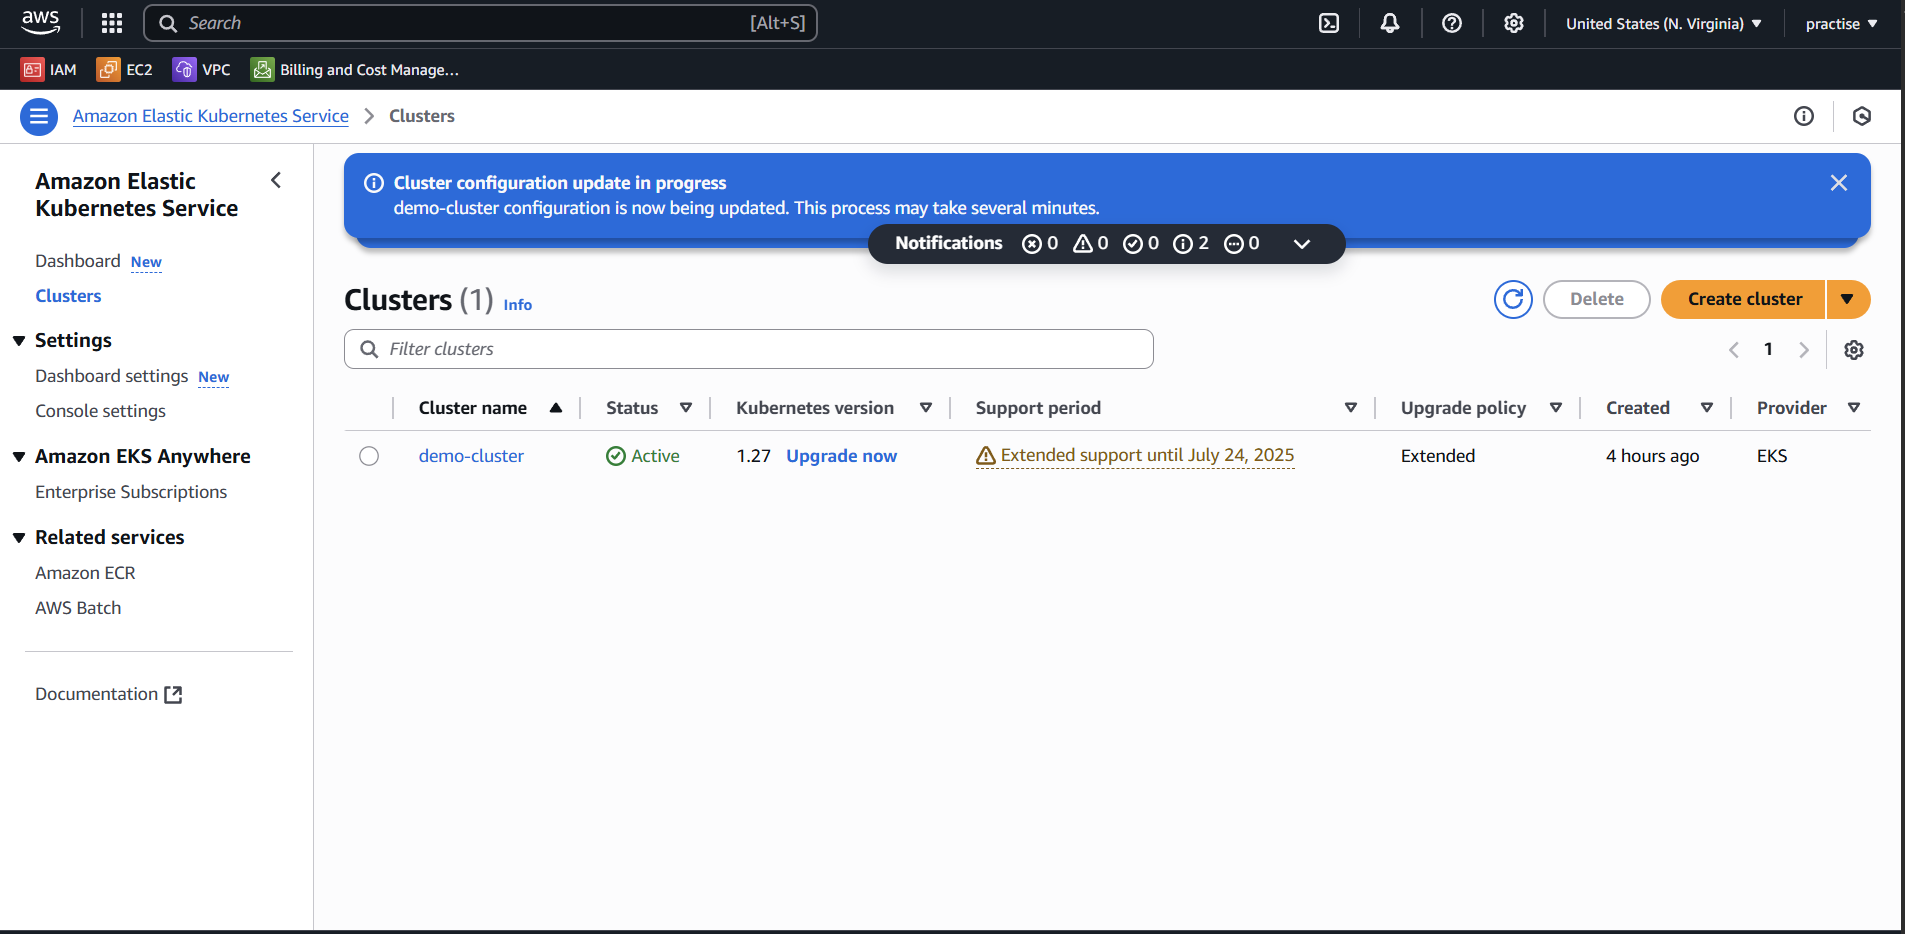 aws
Search [Alt+S]
United States (N. Virginia)
practise
IAM EC2 VPC Billing and Cost Manage...
Amazon Elastic Kubernetes Service > Clusters
Amazon Elastic
Kubernetes Service
Dashboard New
Clusters
Settings
Dashboard settings New
Console settings
Amazon EKS Anywhere
Enterprise Subscriptions
Related services
Amazon ECR
AWS Batch
Documentation
Cluster configuration update in progress
demo-cluster configuration is now being updated. This process may take several minutes.
Notifications 0 0 0 2 0
Clusters (1) Info
Delete
Create cluster
Filter clusters
1
Cluster name Status Kubernetes version Support period Upgrade policy Created Provider
demo-cluster Active 1.27 Upgrade now Extended support until July 24, 2025 Extended 4 hours ago EKS